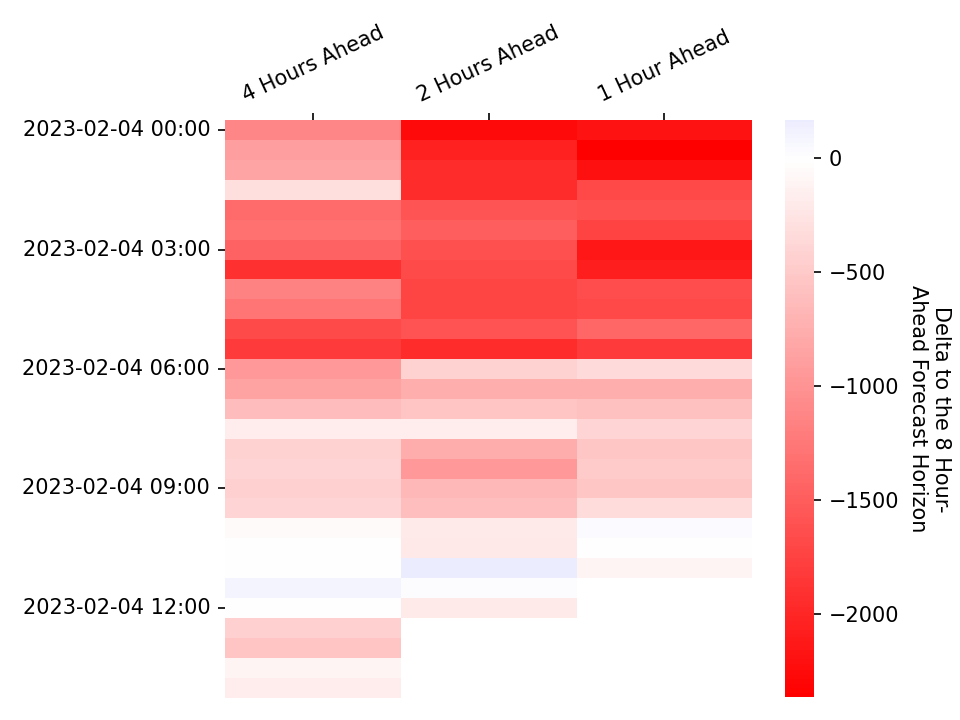 4 Hours Ahead
2 Hours Ahead
1 Hour Ahead
2023-02-04 00:00
2023-02-04 03:00
2023-02-04 06:00
2023-02-04 09:00
2023-02-04 12:00
0
−500
−1000
−1500
−2000
Delta to the 8 Hour-
Ahead Forecast Horizon